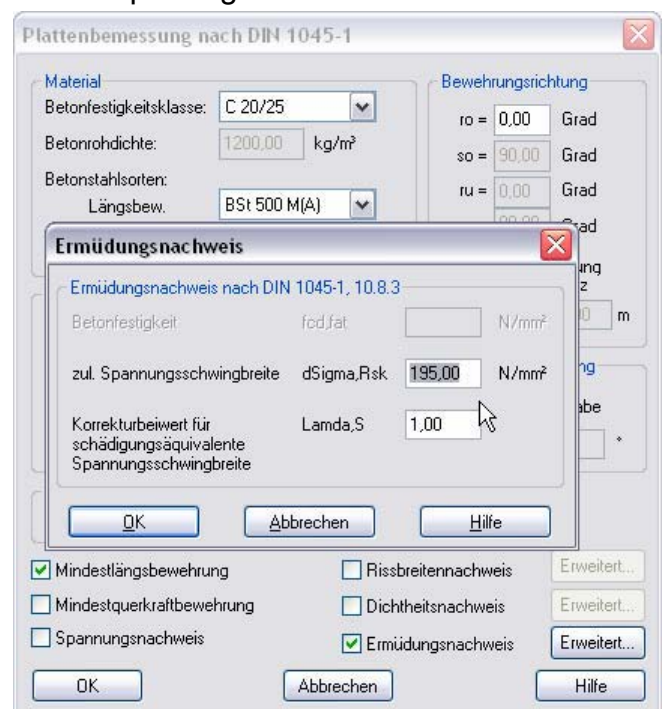 Plattenbemessung nach DIN 1045-1
Material
Betonfestigkeitsklasse: C 20/25
Betonrohdichte: 1200,00 kg/m³
Betonstahlsorten:
Längsbew. BSt 500 M(A)
Bewehrungsrichtung
ro = 0,00 Grad
so = 90,00 Grad
ru = 0,00 Grad
Ermüdungsnachweis
Ermüdungsnachweis nach DIN 1045-1, 10.8.3
Betonfestigkeit fcd,fat N/mm²
zul. Spannungsschwingbreite dSigma,Rsk 195,00 N/mm²
Korrekturbeiwert für Lamda,S 1,00
schädigungsäquivalente
Spannungsschwingbreite
OK Abbrechen Hilfe
m
°
Mindestlängsbewehrung Rissbreitennachweis Erweitert...
Mindestquerkraftbewehrung Dichtheitsnachweis Erweitert...
Spannungsnachweis Ermüdungsnachweis Erweitert...
OK Abbrechen Hilfe